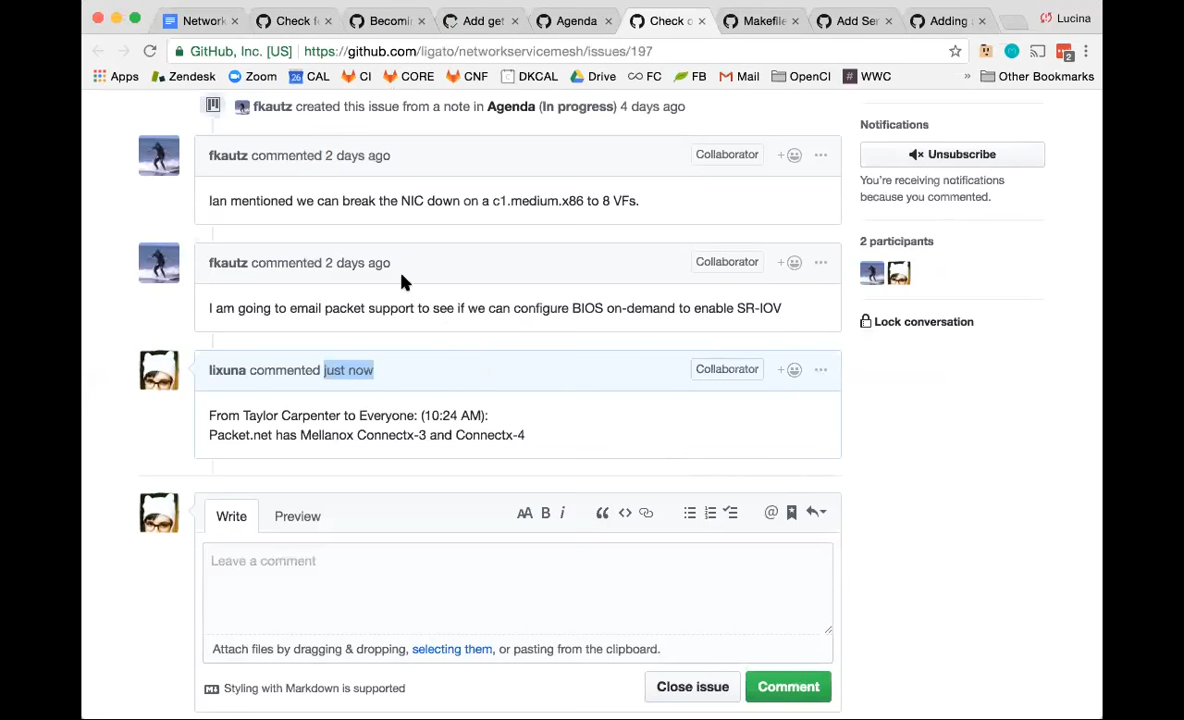 Network
Check f
Becomin
Add get
Agenda
Check o
Makefile
Add Ser
Adding
Lucina
GitHub, Inc. [US]
https://github.com/ligato/networkservicemesh/issues/197
2
Apps
Zendesk
Zoom
26 CAL
CI
CORE
CNF
DKCAL
Drive
FC
FB
Mail
OpenCI
# WWC
»
Other Bookmarks
fkautz created this issue from a note in Agenda (In progress) 4 days ago
fkautz commented 2 days ago
Collaborator
Ian mentioned we can break the NIC down on a c1.medium.x86 to 8 VFs.
fkautz commented 2 days ago
Collaborator
I am going to email packet support to see if we can configure BIOS on-demand to enable SR-IOV
lixuna commented just now
Collaborator
From Taylor Carpenter to Everyone: (10:24 AM):
Packet.net has Mellanox Connectx-3 and Connectx-4
Write
Preview
AA B i
Leave a comment
Attach files by dragging & dropping, selecting them, or pasting from the clipboard.
Styling with Markdown is supported
Close issue
Comment
Notifications
Unsubscribe
You're receiving notifications
because you commented.
2 participants
Lock conversation